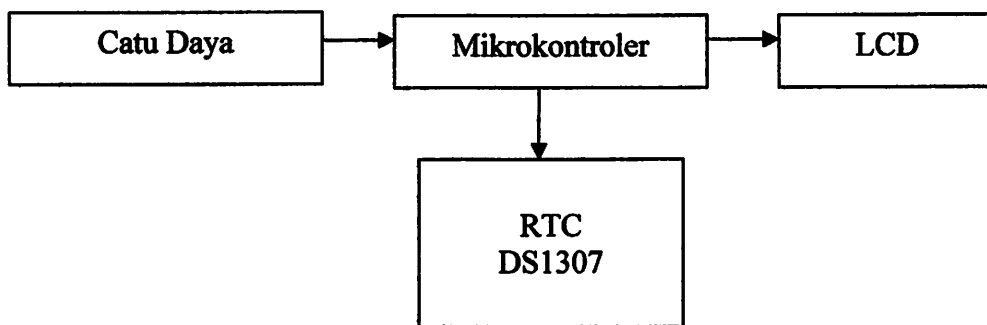 Catu Daya
Mikrokontroler
LCD
RTC
DS1307